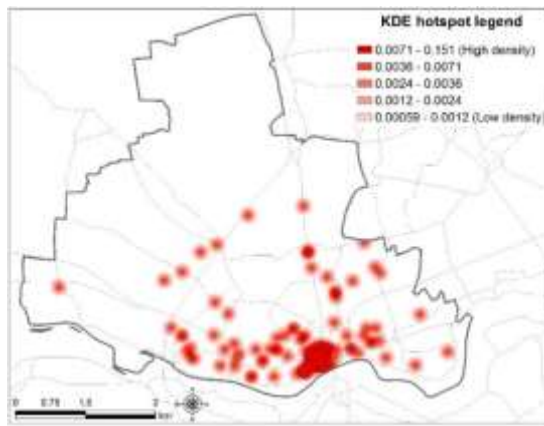 KDE hotspot legend
0.0071 - 0.151 (High density)
0.0036 - 0.0071
0.0024 - 0.0036
0.0012 - 0.0024
0.00059 - 0.0012 (Low density)
0 0.75 1.5 3
km